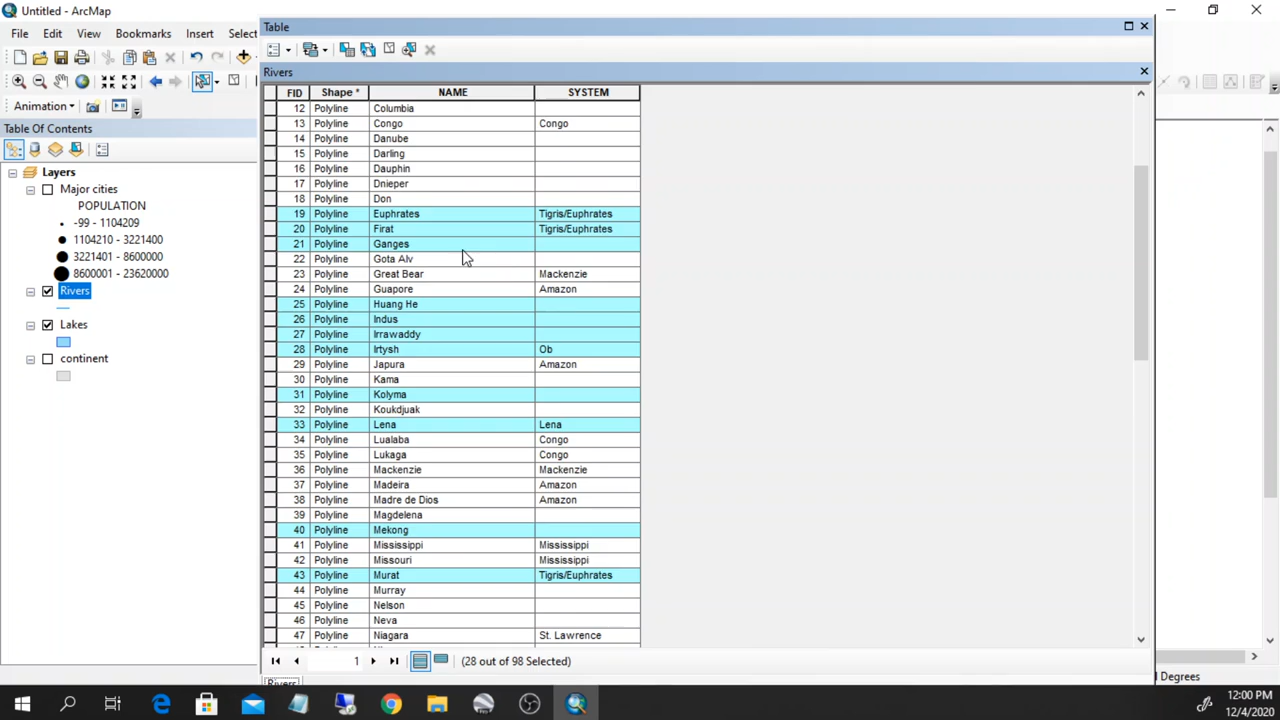 Untitled - ArcMap
File Edit View Bookmarks Insert Select
Animation
Table Of Contents
Layers
Major cities
POPULATION
-99 - 1104209
1104210 - 3221400
3221401 - 8600000
8600001 - 23620000
Rivers
Lakes
continent
Table
Rivers
FID Shape * NAME SYSTEM
12 Polyline Columbia
13 Polyline Congo Congo
14 Polyline Danube
15 Polyline Darling
16 Polyline Dauphin
17 Polyline Dnieper
18 Polyline Don
19 Polyline Euphrates Tigris/Euphrates
20 Polyline Firat Tigris/Euphrates
21 Polyline Ganges
22 Polyline Gota Alv
23 Polyline Great Bear Mackenzie
24 Polyline Guapore Amazon
25 Polyline Huang He
26 Polyline Indus
27 Polyline Irrawaddy
28 Polyline Irtysh Ob
29 Polyline Japura Amazon
30 Polyline Kama
31 Polyline Kolyma
32 Polyline Koukdjuak
33 Polyline Lena Lena
34 Polyline Lualaba Congo
35 Polyline Lukaga Congo
36 Polyline Mackenzie Mackenzie
37 Polyline Madeira Amazon
38 Polyline Madre de Dios Amazon
39 Polyline Magdelena
40 Polyline Mekong
41 Polyline Mississippi Mississippi
42 Polyline Missouri Mississippi
43 Polyline Murat Tigris/Euphrates
44 Polyline Murray
45 Polyline Nelson
46 Polyline Neva
47 Polyline Niagara St. Lawrence
1 (28 out of 98 Selected)
Rivers
Degrees
12:00 PM
12/4/2020